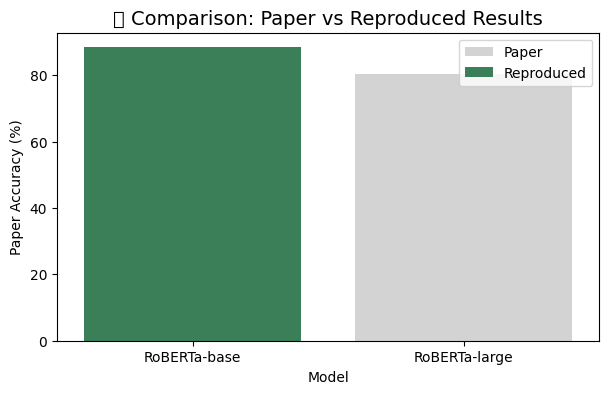 Comparison: Paper vs Reproduced Results
Paper
Reproduced
Paper Accuracy (%)
80
60
40
20
0
RoBERTa-base
RoBERTa-large
Model